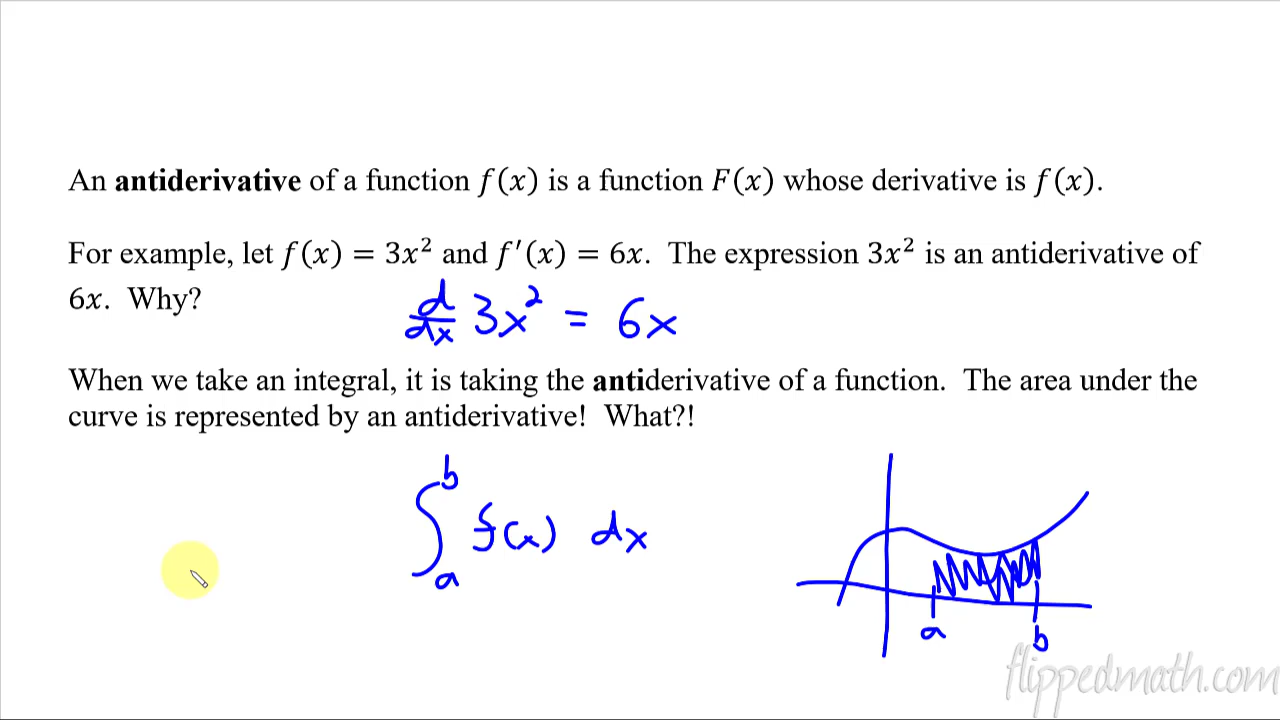 An antiderivative of a function f(x) is a function F(x) whose derivative is f(x).
For example, let f(x) = 3x² and f′(x) = 6x. The expression 3x² is an antiderivative of
6x. Why?
d/dx 3x² = 6x
When we take an integral, it is taking the antiderivative of a function. The area under the
curve is represented by an antiderivative! What?!
∫ₐᵇ f(x) dx
a b
flippedmath.com